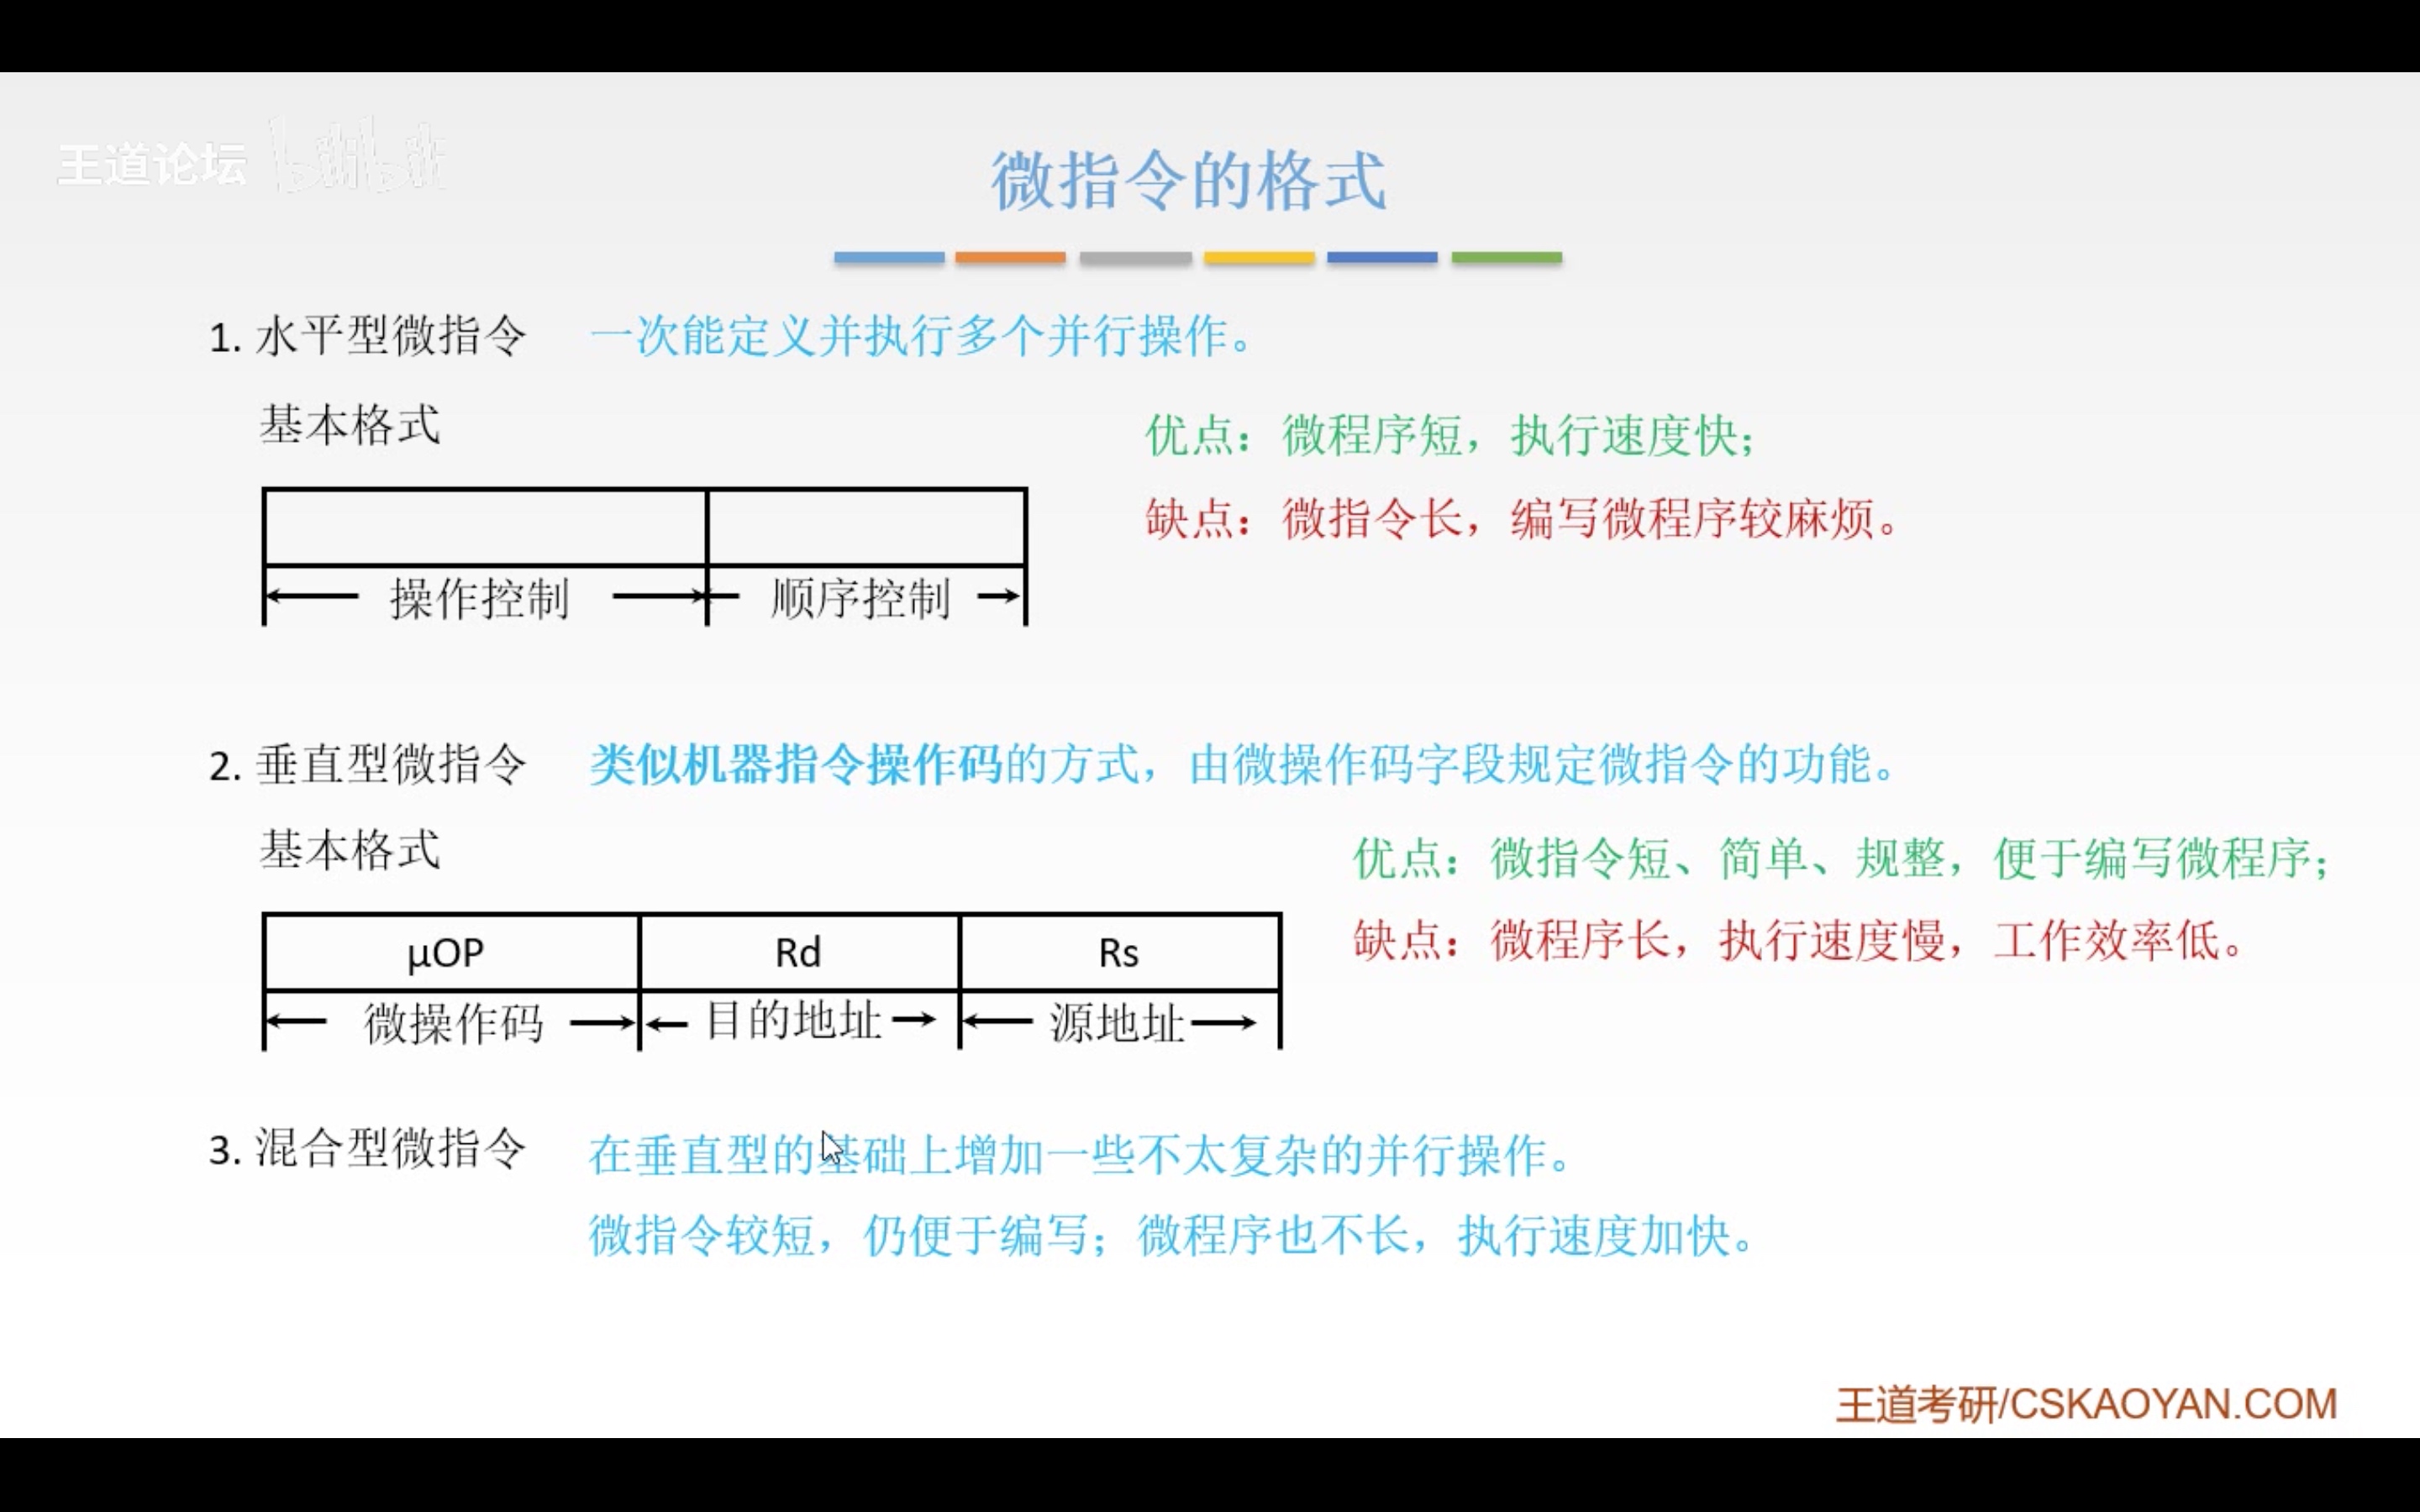 王道论坛 bilibili
微指令的格式
1. 水平型微指令 一次能定义并执行多个并行操作。
基本格式
优点：微程序短，执行速度快；
缺点：微指令长，编写微程序较麻烦。
操作控制 顺序控制
2. 垂直型微指令 类似机器指令操作码的方式，由微操作码字段规定微指令的功能。
基本格式
优点：微指令短、简单、规整，便于编写微程序；
缺点：微程序长，执行速度慢，工作效率低。
μOP Rd Rs
微操作码 目的地址 源地址
3. 混合型微指令 在垂直型的基础上增加一些不太复杂的并行操作。
微指令较短，仍便于编写；微程序也不长，执行速度加快。
王道考研/CSKAOYAN.COM